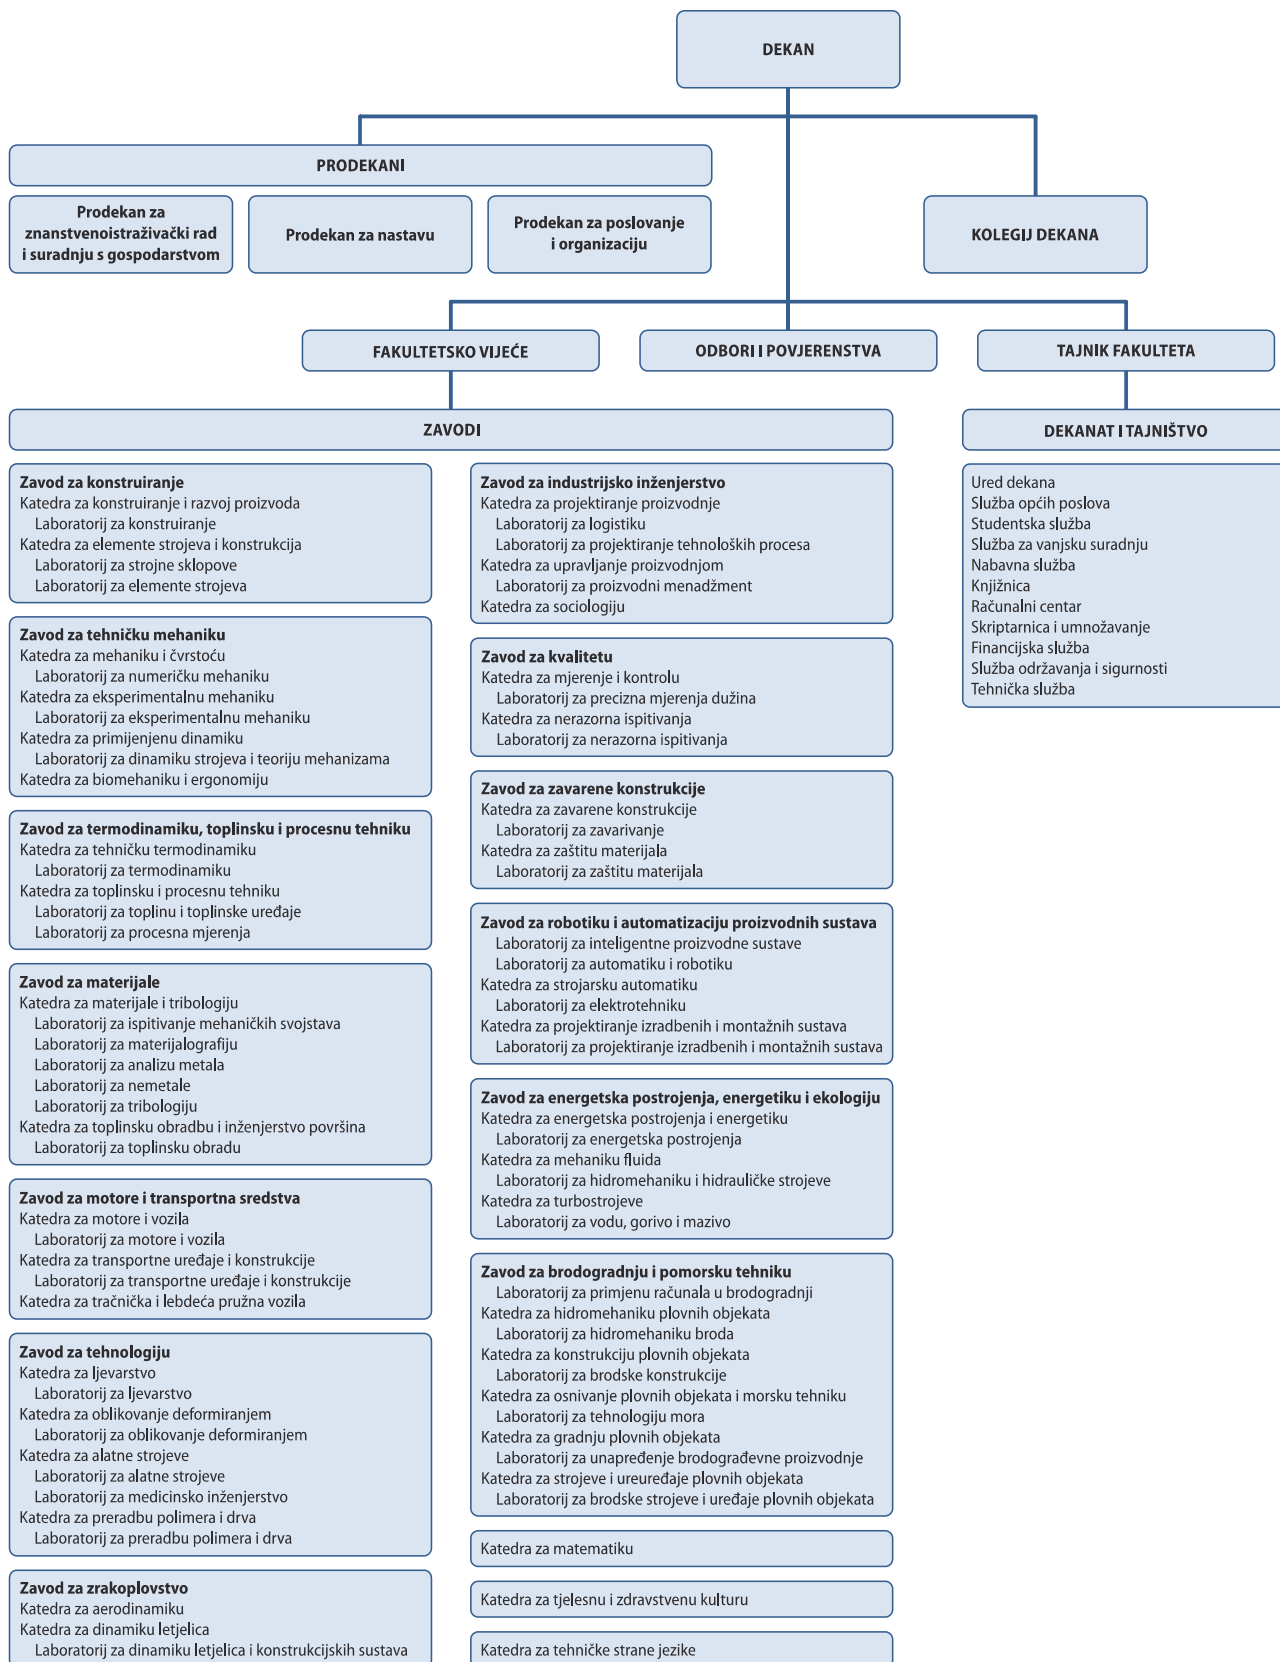 DEKAN
PRODEKANI
Prodekan za
znanstvenoistraživački rad
i suradnju s gospodarstvom
Prodekan za nastavu
Prodekan za poslovanje
i organizaciju
KOLEGIJ DEKANA
FAKULTETSKO VIJEĆE
ODBORI I POVJERENSTVA
TAJNIK FAKULTETA
ZAVODI
DEKANAT I TAJNIŠTVO
Zavod za konstruiranje
Katedra za konstruiranje i razvoj proizvoda
Laboratorij za konstruiranje
Katedra za elemente strojeva i konstrukcija
Laboratorij za strojne sklopove
Laboratorij za elemente strojeva
Zavod za tehničku mehaniku
Katedra za mehaniku i čvrstoću
Laboratorij za numeričku mehaniku
Katedra za eksperimentalnu mehaniku
Laboratorij za eksperimentalnu mehaniku
Katedra za primijenjenu dinamiku
Laboratorij za dinamiku strojeva i teoriju mehanizama
Katedra za biomehaniku i ergonomiju
Zavod za termodinamiku, toplinsku i procesnu tehniku
Katedra za tehničku termodinamiku
Laboratorij za termodinamiku
Katedra za toplinsku i procesnu tehniku
Laboratorij za toplinu i toplinske uređaje
Laboratorij za procesna mjerenja
Zavod za materijale
Katedra za materijale i tribologiju
Laboratorij za ispitivanje mehaničkih svojstava
Laboratorij za materijalografiju
Laboratorij za analizu metala
Laboratorij za nemetale
Laboratorij za tribologiju
Katedra za toplinsku obradbu i inženjerstvo površina
Laboratorij za toplinsku obradu
Zavod za motore i transportna sredstva
Katedra za motore i vozila
Laboratorij za motore i vozila
Katedra za transportne uređaje i konstrukcije
Laboratorij za transportne uređaje i konstrukcije
Katedra za tračnička i lebdeća pružna vozila
Zavod za tehnologiju
Katedra za ljevarstvo
Laboratorij za ljevarstvo
Katedra za oblikovanje deformiranjem
Laboratorij za oblikovanje deformiranjem
Katedra za alatne strojeve
Laboratorij za alatne strojeve
Laboratorij za medicinsko inženjerstvo
Katedra za preradbu polimera i drva
Laboratorij za preradbu polimera i drva
Zavod za zrakoplovstvo
Katedra za aerodinamiku
Katedra za dinamiku letjelica
Laboratorij za dinamiku letjelica i konstrukcijskih sustava
Zavod za industrijsko inženjerstvo
Katedra za projektiranje proizvodnje
Laboratorij za logistiku
Laboratorij za projektiranje tehnoloških procesa
Katedra za upravljanje proizvodnjom
Laboratorij za proizvodni menadžment
Katedra za sociologiju
Zavod za kvalitetu
Katedra za mjerenje i kontrolu
Laboratorij za precizna mjerenja dužina
Katedra za nerazorna ispitivanja
Laboratorij za nerazorna ispitivanja
Zavod za zavarene konstrukcije
Katedra za zavarene konstrukcije
Laboratorij za zavarivanje
Katedra za zaštitu materijala
Laboratorij za zaštitu materijala
Zavod za robotiku i automatizaciju proizvodnih sustava
Laboratorij za inteligentne proizvodne sustave
Laboratorij za automatiku i robotiku
Katedra za strojarsku automatiku
Laboratorij za elektrotehniku
Katedra za projektiranje izradbenih i montažnih sustava
Laboratorij za projektiranje izradbenih i montažnih sustava
Zavod za energetska postrojenja, energetiku i ekologiju
Katedra za energetska postrojenja i energetiku
Laboratorij za energetska postrojenja
Katedra za mehaniku fluida
Laboratorij za hidromehaniku i hidrauličke strojeve
Katedra za turbostrojeve
Laboratorij za vodu, gorivo i mazivo
Zavod za brodogradnju i pomorsku tehniku
Laboratorij za primjenu računala u brodogradnji
Katedra za hidromehaniku plovnih objekata
Laboratorij za hidromehaniku broda
Katedra za konstrukciju plovnih objekata
Laboratorij za brodske konstrukcije
Katedra za osnivanje plovnih objekata i morsku tehniku
Laboratorij za tehnologiju mora
Katedra za gradnju plovnih objekata
Laboratorij za unapređenje brodograđevne proizvodnje
Katedra za strojeve i ureuređaje plovnih objekata
Laboratorij za brodske strojeve i uređaje plovnih objekata
Katedra za matematiku
Katedra za tjelesnu i zdravstvenu kulturu
Katedra za tehničke strane jezike
Ured dekana
Služba općih poslova
Studentska služba
Služba za vanjsku suradnju
Nabavna služba
Knjižnica
Računalni centar
Skriptarnica i umnožavanje
Financijska služba
Služba održavanja i sigurnosti
Tehnička služba